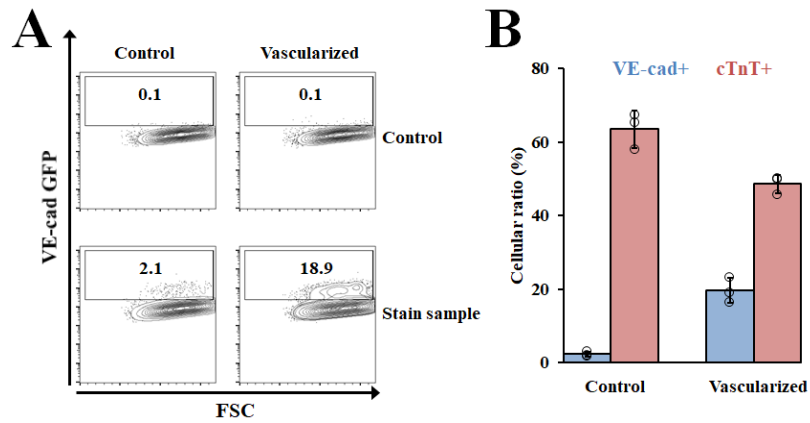 A
Control
Vascularized
0.1
0.1
Control
2.1
18.9
Stain sample
VE-cad GFP
FSC
B
VE-cad+ cTnT+
80
60
40
20
0
Cellular ratio (%)
Control
Vascularized